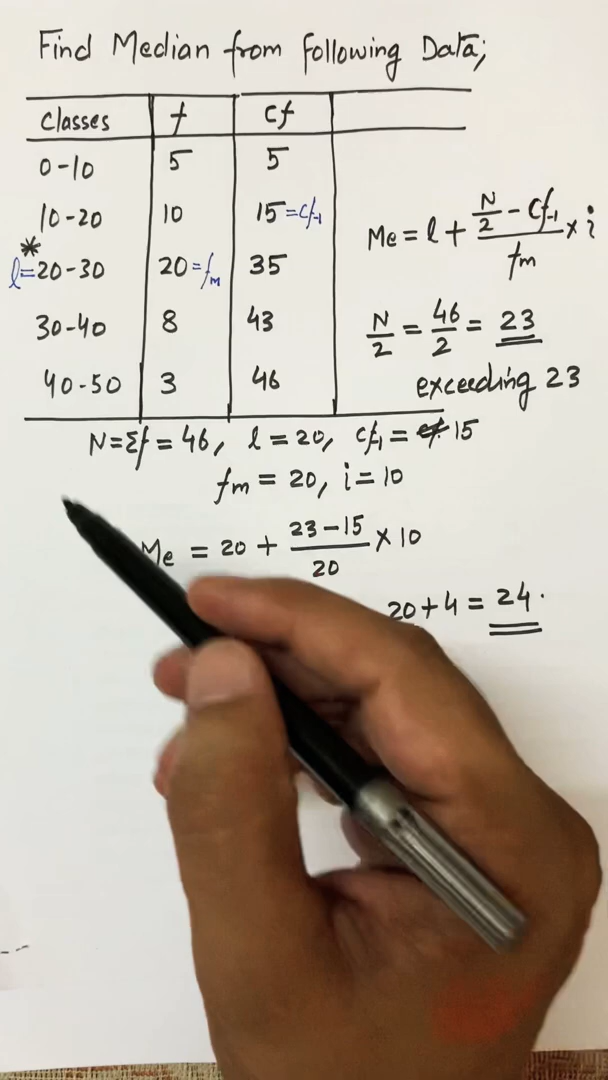 Find Median from following Data;
Classes f Cf
0-10 5 5
10-20 10 15=cf-1
*
l=20-30 20=fm 35
30-40 8 43
40-50 3 46
Me = l + (N/2 - Cf-1)/fm × i
N/2 = 46/2 = 23
exceeding 23
N=Σf = 46, l = 20, cf-1 = 15
fm = 20, i = 10
Me = 20 + (23-15)/20 × 10
20+4 = 24.